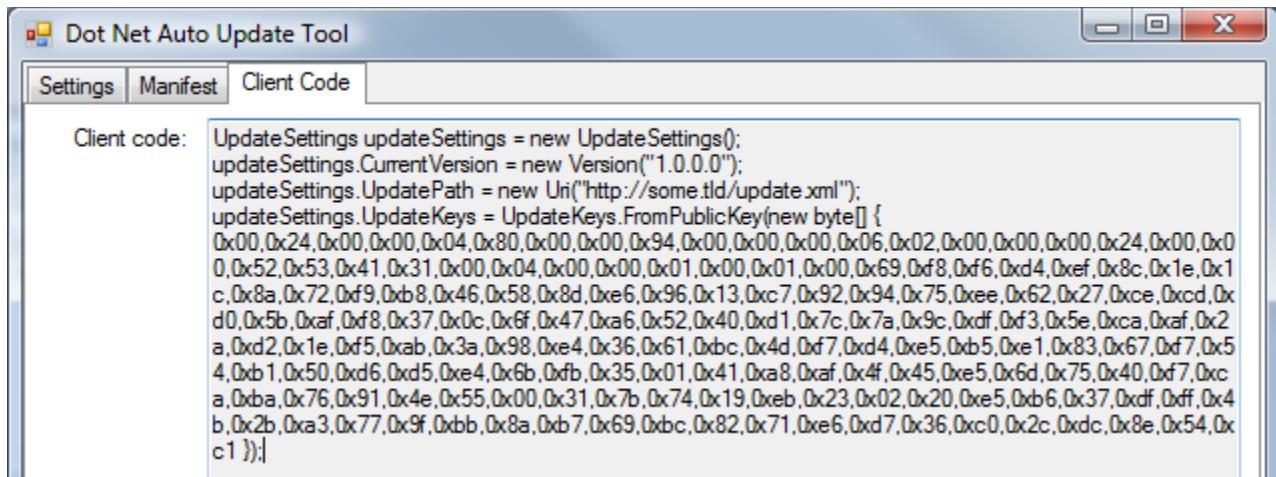 Dot Net Auto Update Tool
Settings Manifest Client Code
Client code:
UpdateSettings updateSettings = new UpdateSettings();
updateSettings.CurrentVersion = new Version("1.0.0.0");
updateSettings.UpdatePath = new Uri("http://some.tld/update.xml");
updateSettings.UpdateKeys = UpdateKeys.FromPublicKey(new byte[] {
0x00,0x24,0x00,0x00,0x04,0x80,0x00,0x00,0x94,0x00,0x00,0x00,0x06,0x02,0x00,0x00,0x00,0x24,0x00,0x0
0,0x52,0x53,0x41,0x31,0x00,0x04,0x00,0x00,0x01,0x00,0x01,0x00,0x69,0xf8,0xf6,0xd4,0xef,0x8c,0x1e,0x1
c,0x8a,0x72,0xf9,0xb8,0x46,0x58,0x8d,0xe6,0x96,0x13,0xc7,0x92,0x94,0x75,0xee,0x62,0x27,0xce,0xcd,0x
d0,0x5b,0xaf,0xf8,0x37,0x0c,0x6f,0x47,0xa6,0x52,0x40,0xd1,0x7c,0x7a,0x9c,0xdf,0xf3,0x5e,0xca,0xaf,0x2
a,0xd2,0x1e,0xf5,0xab,0x3a,0x98,0xe4,0x36,0x61,0xbc,0x4d,0xf7,0xd4,0xe5,0xb5,0xe1,0x83,0x67,0xf7,0x5
4,0xb1,0x50,0xd6,0xd5,0xe4,0x6b,0xfb,0x35,0x01,0x41,0xa8,0xaf,0x4f,0x45,0xe5,0x6d,0x75,0x40,0xf7,0xc
a,0xba,0x76,0x91,0x4e,0x55,0x00,0x31,0x7b,0x74,0x19,0xeb,0x23,0x02,0x20,0xe5,0xb6,0x37,0xdf,0xff,0x4
b,0x2b,0xa3,0x77,0x9f,0xbb,0x8a,0xb7,0x69,0xbc,0x82,0x71,0xe6,0xd7,0x36,0xc0,0x2c,0xdc,0x8e,0x54,0x
c1 });